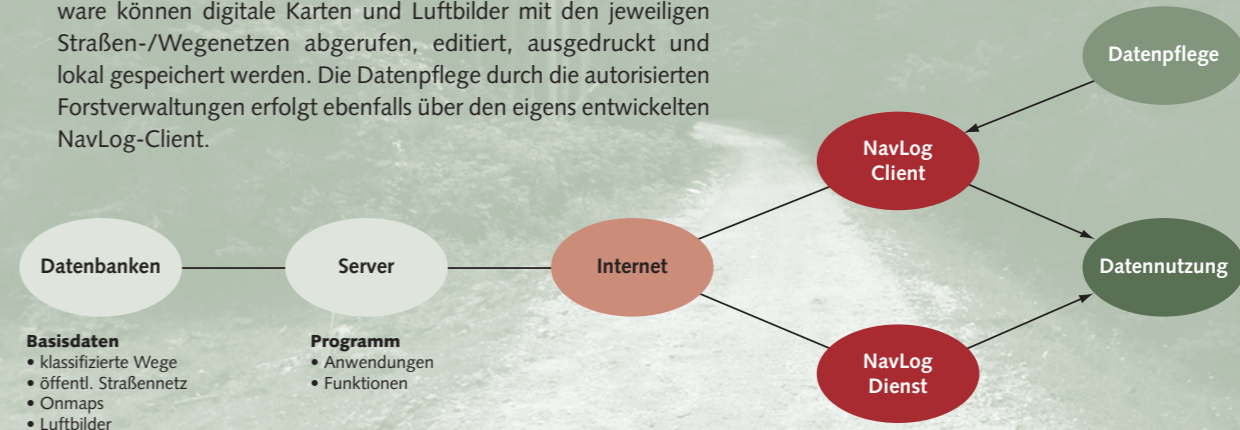 ware können digitale Karten und Luftbilder mit den jeweiligen
Straßen-/Wegenetzen abgerufen, editiert, ausgedruckt und
lokal gespeichert werden. Die Datenpflege durch die autorisierten
Forstverwaltungen erfolgt ebenfalls über den eigens entwickelten
NavLog-Client.
Datenpflege
NavLog
Client
Datenbanken
Server
Internet
Datennutzung
NavLog
Dienst
Basisdaten
• klassifizierte Wege
• öffentl. Straßennetz
• Onmaps
• Luftbilder
Programm
• Anwendungen
• Funktionen